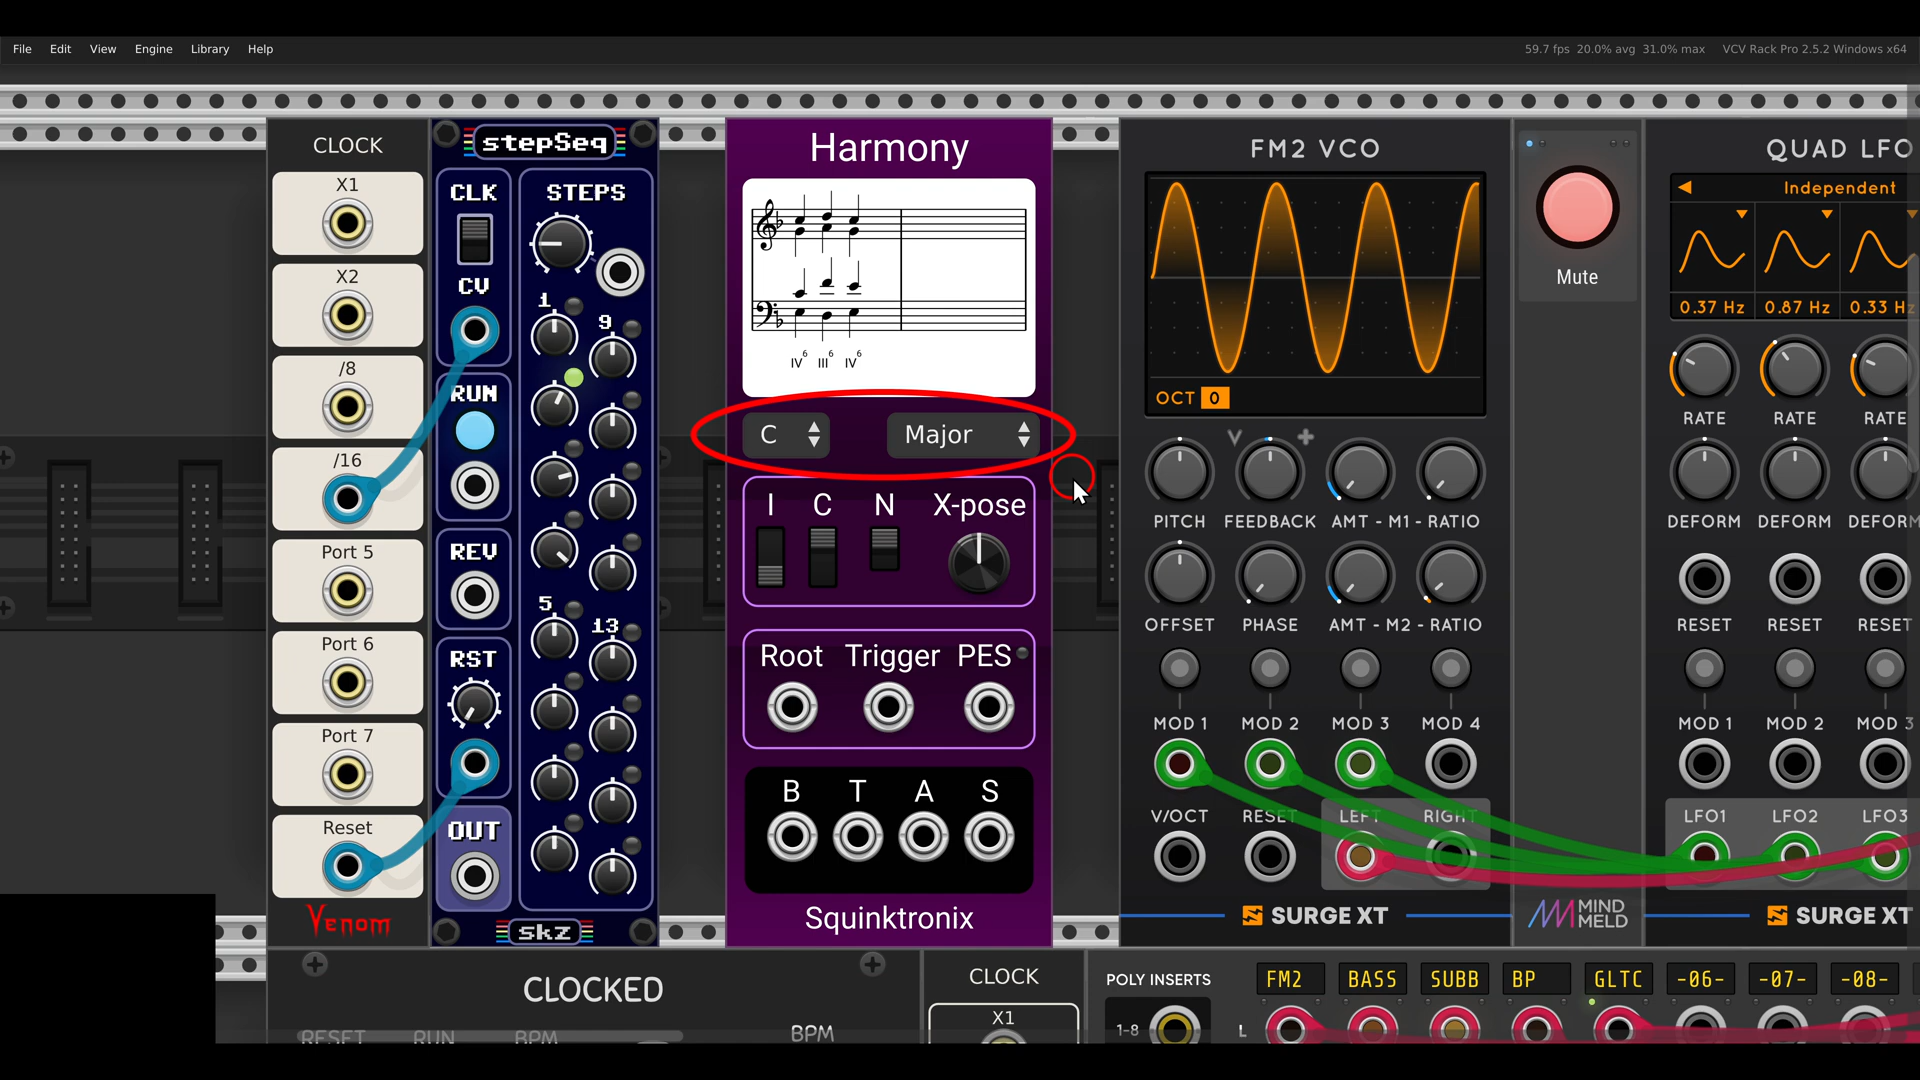 File Edit View Engine Library Help
59.7 fps 20.0% avg 31.0% max VCV Rack Pro 2.5.2 Windows x64
CLOCK
X1
X2
/8
/16
Port 5
Port 6
Port 7
Reset
Venom
stepSeq
CLK
CV
RUN
REV
RST
OUT
STEPS
1
9
5
13
skz
Harmony
IV6 III6 IV6
C Major
I C N X-pose
Root Trigger PES
B T A S
Squinktronix
FM2 VCO
OCT 0
PITCH FEEDBACK AMT - M1 - RATIO
OFFSET PHASE AMT - M2 - RATIO
MOD 1 MOD 2 MOD 3 MOD 4
V/OCT RESET LEFT RIGHT
SURGE XT
Mute
MIND
MELD
QUAD LFO
Independent
0.37 Hz 0.87 Hz 0.33 Hz
RATE RATE RATE
DEFORM DEFORM DEFORM
RESET RESET RESET
MOD 1 MOD 2 MOD 3
LFO1 LFO2 LFO3
SURGE XT
CLOCKED
RESET RUN BPM
BPM
CLOCK
X1
POLY INSERTS
1-8
L
FM2 BASS SUBB BP GLTC -06- -07- -08-